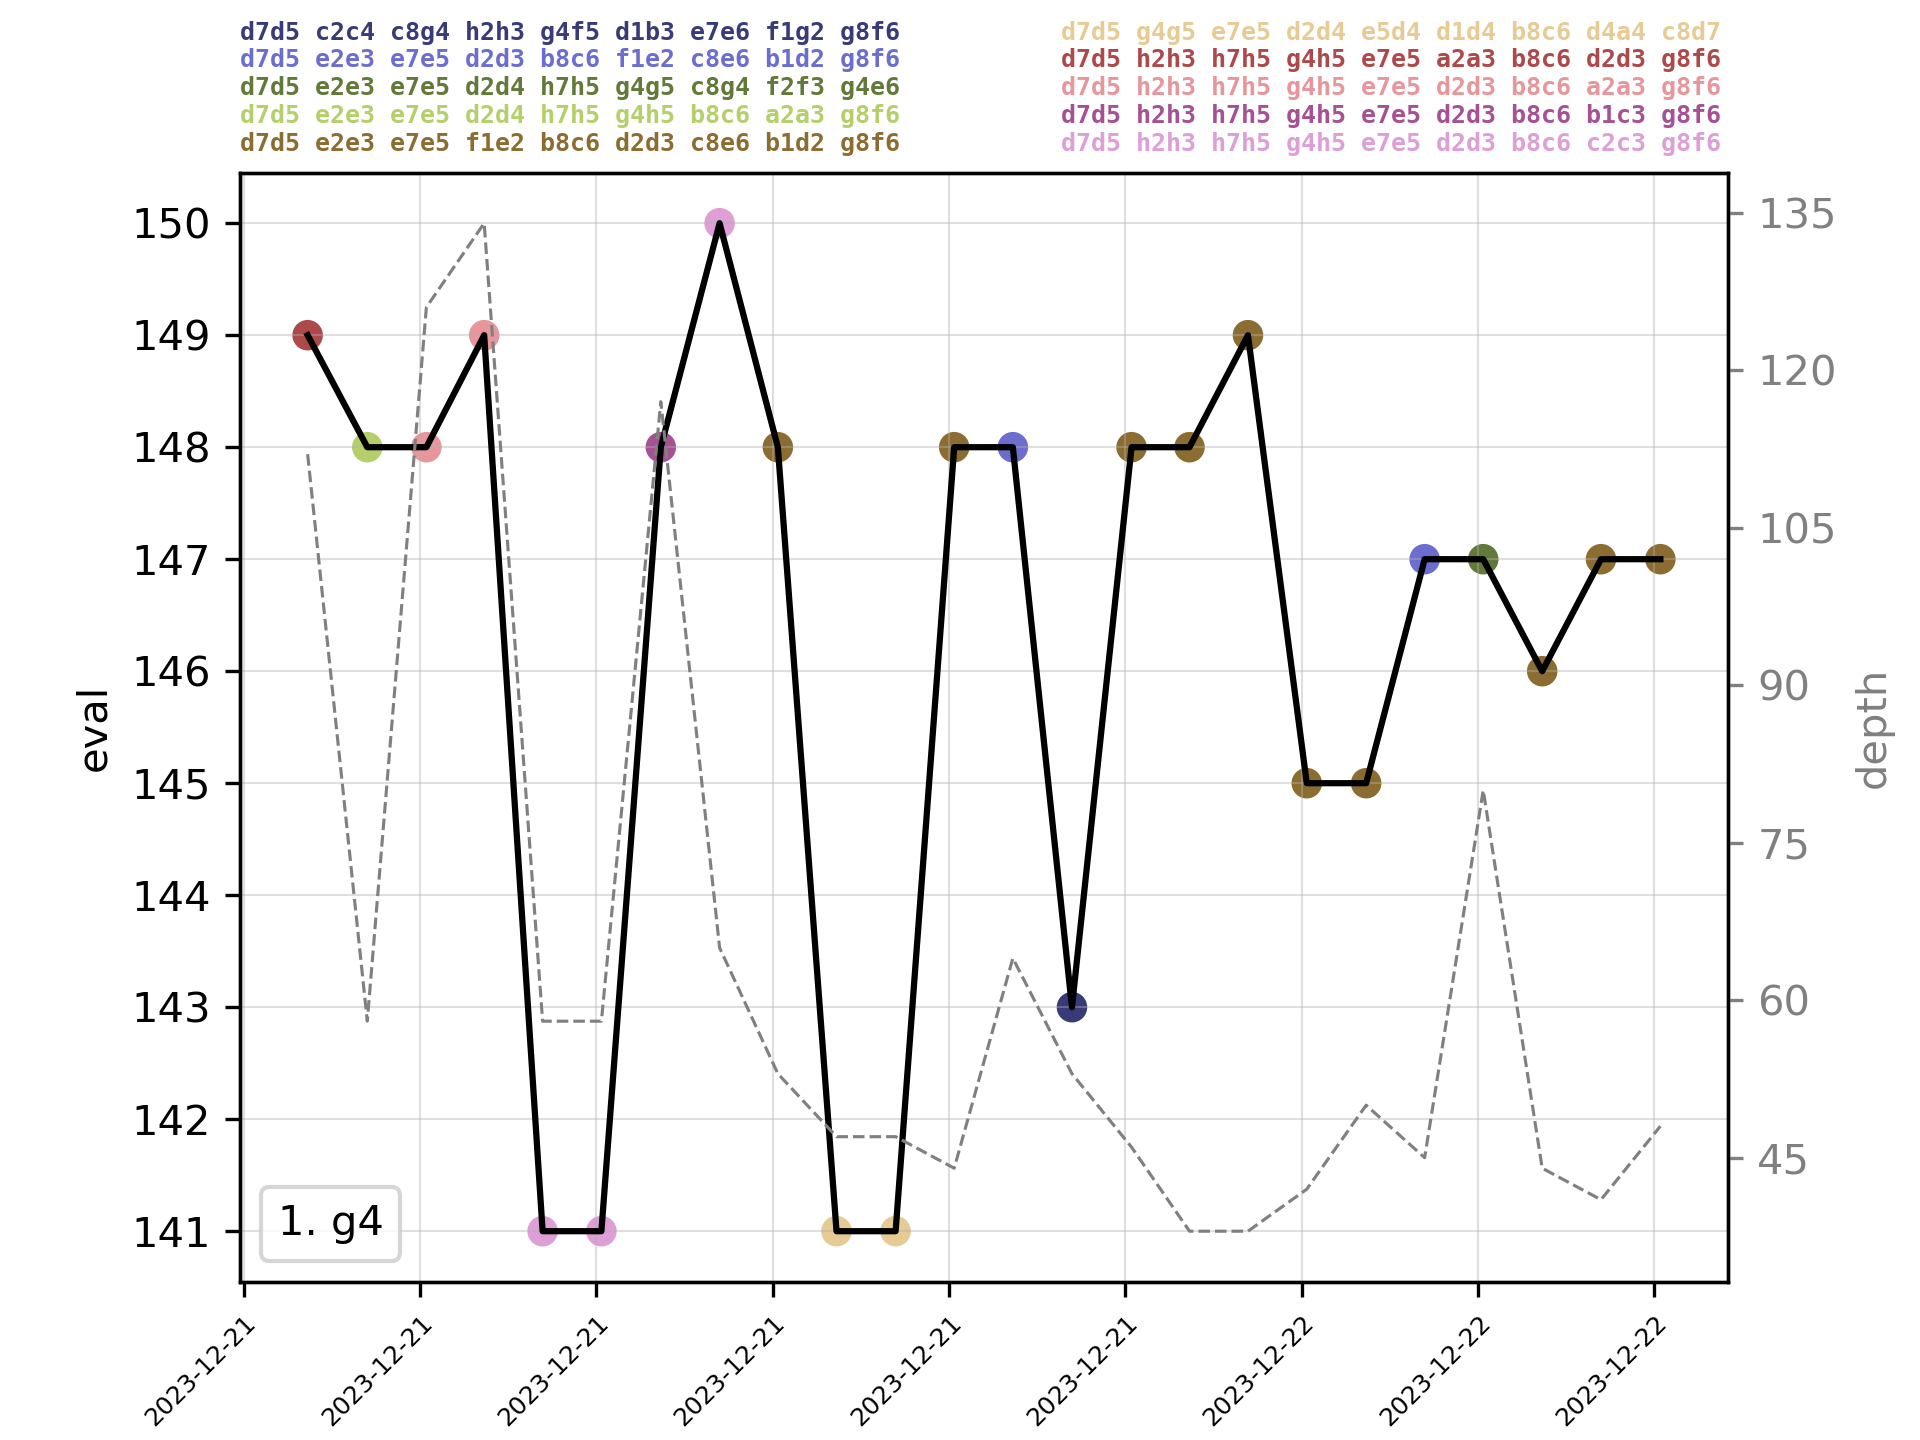 d7d5 c2c4 c8g4 h2h3 g4f5 d1b3 e7e6 f1g2 g8f6
d7d5 e2e3 e7e5 d2d3 b8c6 f1e2 c8e6 b1d2 g8f6
d7d5 e2e3 e7e5 d2d4 h7h5 g4g5 c8g4 f2f3 g4e6
d7d5 e2e3 e7e5 d2d4 h7h5 g4h5 b8c6 a2a3 g8f6
d7d5 e2e3 e7e5 f1e2 b8c6 d2d3 c8e6 b1d2 g8f6
d7d5 g4g5 e7e5 d2d4 e5d4 d1d4 b8c6 d4a4 c8d7
d7d5 h2h3 h7h5 g4h5 e7e5 a2a3 b8c6 d2d3 g8f6
d7d5 h2h3 h7h5 g4h5 e7e5 d2d3 b8c6 a2a3 g8f6
d7d5 h2h3 h7h5 g4h5 e7e5 d2d3 b8c6 b1c3 g8f6
d7d5 h2h3 h7h5 g4h5 e7e5 d2d3 b8c6 c2c3 g8f6
150
149
148
147
146
145
144
143
142
141
eval
135
120
105
90
75
60
45
depth
1. g4
2023-12-21
2023-12-21
2023-12-21
2023-12-21
2023-12-21
2023-12-21
2023-12-22
2023-12-22
2023-12-22